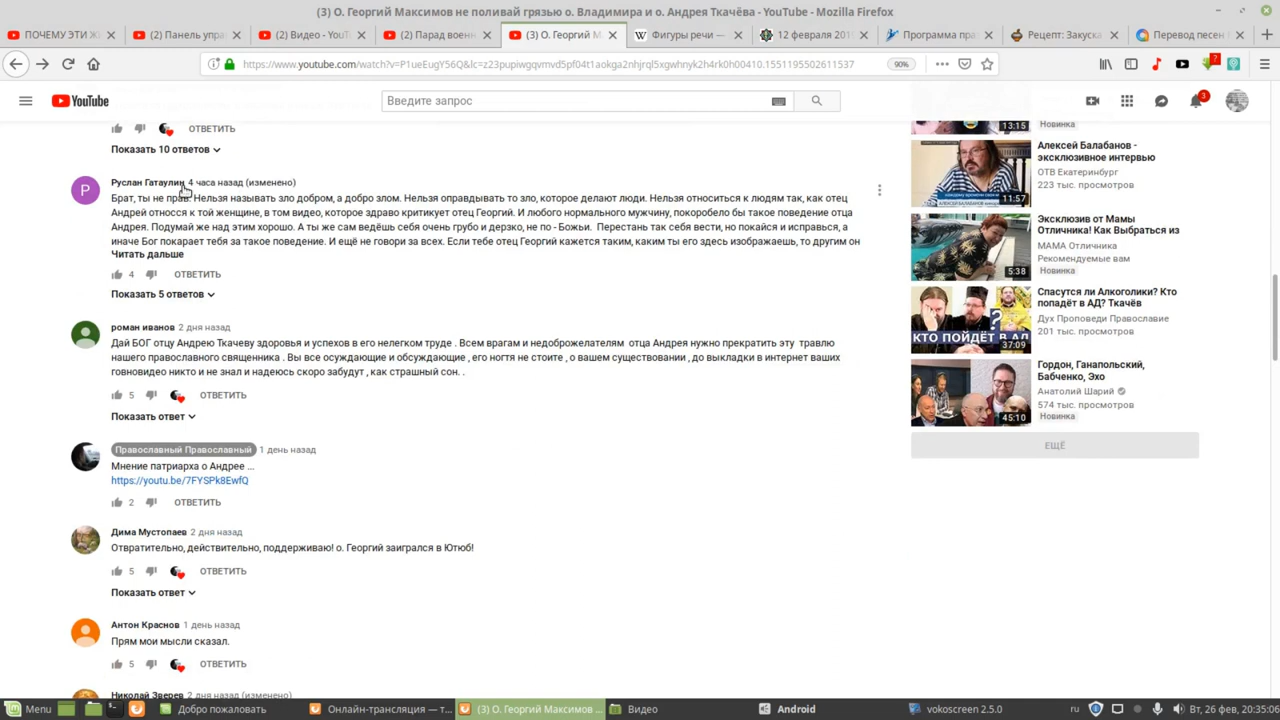 (3) О. Георгий Максимов не поливай грязью о. Владимира и о. Андрея Ткачёва - YouTube - Mozilla Firefox
ПОЧЕМУ ЭТИ Ж
(2) Панель упра
(2) Видео - YouTu
(2) Парад военн
(3) О. Георгий М
Фигуры речи —
12 февраля 201
Программа пра
Рецепт: Закуска
Перевод песен
https://www.youtube.com/watch?v=P1ueEugY56Q&lc=z23pupiwgqvmvd5pf04t1aokga2nhjrql5xgwhnyk2h4rk0h00410.1551195502611537
90%
7
YouTube
Введите запрос
3
ОТВЕТИТЬ
Показать 10 ответов
Р
Руслан Гатаулин 4 часа назад (изменено)
Брат, ты не прав. Нельзя называть зло добром, а добро злом. Нельзя оправдывать то зло, которое делают люди. Нельзя относиться к людям так, как отец
Андрей относся к той женщине, в том видео, которое здраво критикует отец Георгий. И любого нормального мужчину, покоробело бы такое поведение отца
Андрея. Подумай же над этим хорошо. А ты же сам ведёшь себя очень грубо и дерзко, не по - Божьи. Перестань так себя вести, но покайся и исправься, а
иначе Бог покарает тебя за такое поведение. И ещё не говори за всех. Если тебе отец Георгий кажется таким, каким ты его здесь изображаешь, то другим он
Читать дальше
4 ОТВЕТИТЬ
Показать 5 ответов
роман иванов 2 дня назад
Дай БОГ отцу Андрею Ткачеву здоровья и успехов в его нелегком труде . Всем врагам и недоброжелателям отца Андрея нужно прекратить эту травлю
нашего православного священника . Вы все осуждающие и обсуждающие , его ногтя не стоите , о вашем существовании , до выкладки в интернет ваших
говновидео никто и не знал и надеюсь скоро забудут , как страшный сон. .
5 ОТВЕТИТЬ
Показать ответ
Православный Православный 1 день назад
Мнение патриарха о Андрее ...
https://youtu.be/7FYSPk8EwfQ
2 ОТВЕТИТЬ
Дима Мустопаев 2 дня назад
Отвратительно, действительно, поддерживаю! о. Георгий заигрался в Ютюб!
5 ОТВЕТИТЬ
Показать ответ
Антон Краснов 1 день назад
Прям мои мысли сказал.
5 ОТВЕТИТЬ
Николай Зверев 2 дня назад (изменено)
13:15
Новинка
11:57
Алексей Балабанов -
эксклюзивное интервью
ОТВ Екатеринбург
223 тыс. просмотров
5:38
Эксклюзив от Мамы
Отличника! Как Выбраться из
МАМА Отличника
Рекомендуемые вам
Новинка
КТО ПОЙДЁТ В АД
?
37:09
Спасутся ли Алкоголики? Кто
попадёт в АД? Ткачёв
Дух Проповеди Православие
201 тыс. просмотров
45:10
Гордон, Ганапольский,
Бабченко, Эхо
Анатолий Шарий
574 тыс. просмотров
Новинка
ЕЩЁ
Menu
Добро пожаловать
Онлайн-трансляция — т...
(3) О. Георгий Максимов ...
Видео
Android
vokoscreen 2.5.0
ru
Вт, 26 фев, 20:35:06